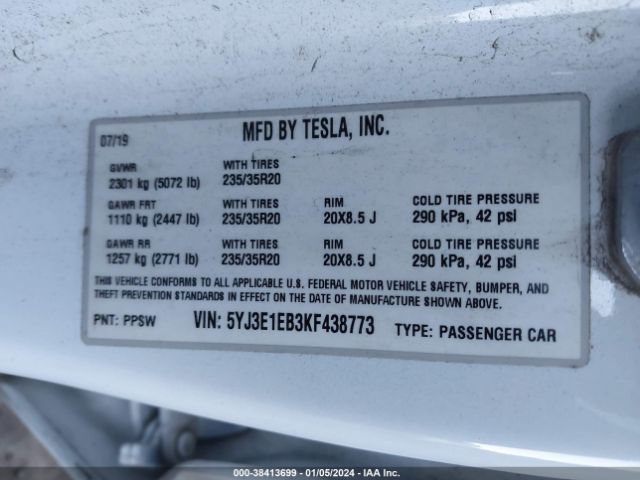 07/19 MFD BY TESLA, INC.
GVWR WITH TIRES
2301 kg (5072 lb) 235/35R20
GAWR FRT WITH TIRES RIM COLD TIRE PRESSURE
1110 kg (2447 lb) 235/35R20 20X8.5 J 290 kPa, 42 psi
GAWR RR WITH TIRES RIM COLD TIRE PRESSURE
1257 kg (2771 lb) 235/35R20 20X8.5 J 290 kPa, 42 psi
THIS VEHICLE CONFORMS TO ALL APPLICABLE U.S. FEDERAL MOTOR VEHICLE SAFETY, BUMPER, AND
THEFT PREVENTION STANDARDS IN EFFECT ON THE DATE OF MANUFACTURE SHOWN ABOVE.
PNT: PPSW VIN: 5YJ3E1EB3KF438773 TYPE: PASSENGER CAR
000-38413699 - 01/05/2024 - IAA Inc.